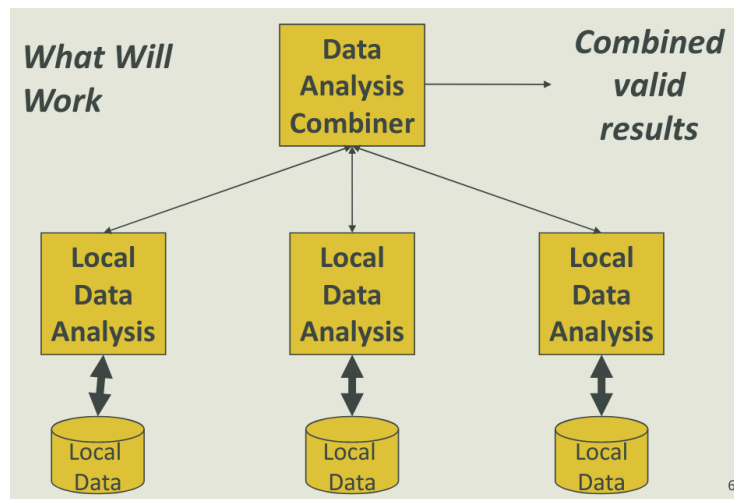 What Will
Work
Data
Analysis
Combiner
Combined
valid
results
Local
Data
Analysis
Local
Data
Analysis
Local
Data
Analysis
Local
Data
Local
Data
Local
Data
6